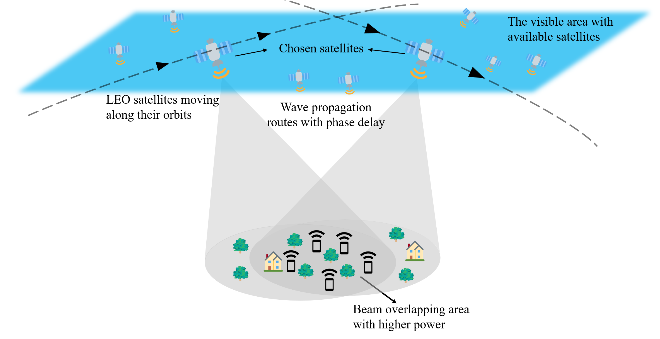 The visible area with
available satellites
Chosen satellites
LEO satellites moving
along their orbits
Wave propagation
routes with phase delay
Beam overlapping area
with higher power